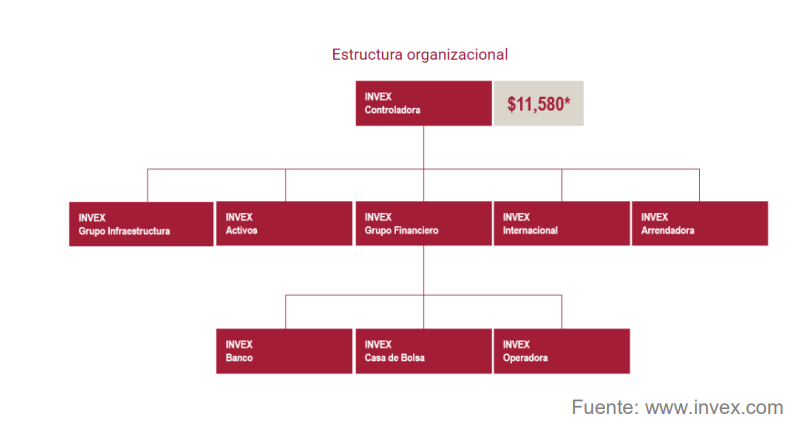 Estructura organizacional
INVEX
Controladora
$11,580*
INVEX
Grupo Infraestructura
INVEX
Activos
INVEX
Grupo Financiero
INVEX
Internacional
INVEX
Arrendadora
INVEX
Banco
INVEX
Casa de Bolsa
INVEX
Operadora
Fuente: www.invex.com